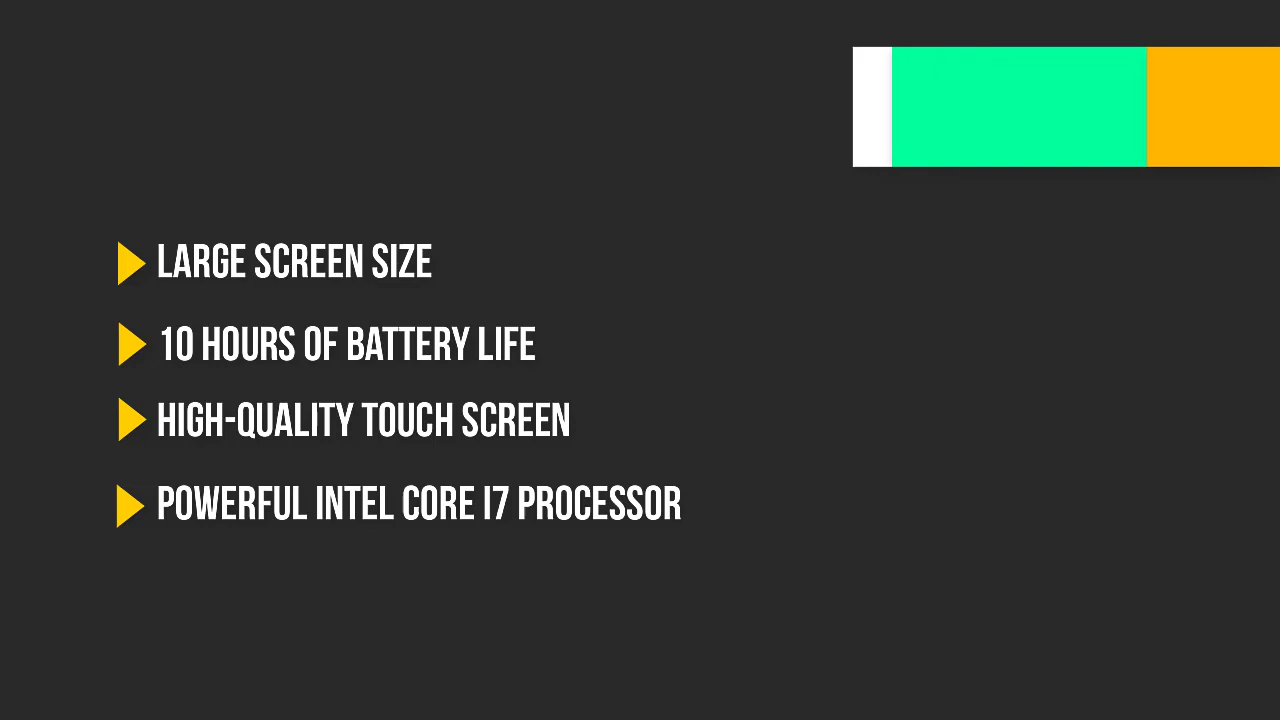 LARGE SCREEN SIZE
10 HOURS OF BATTERY LIFE
HIGH-QUALITY TOUCH SCREEN
POWERFUL INTEL CORE I7 PROCESSOR